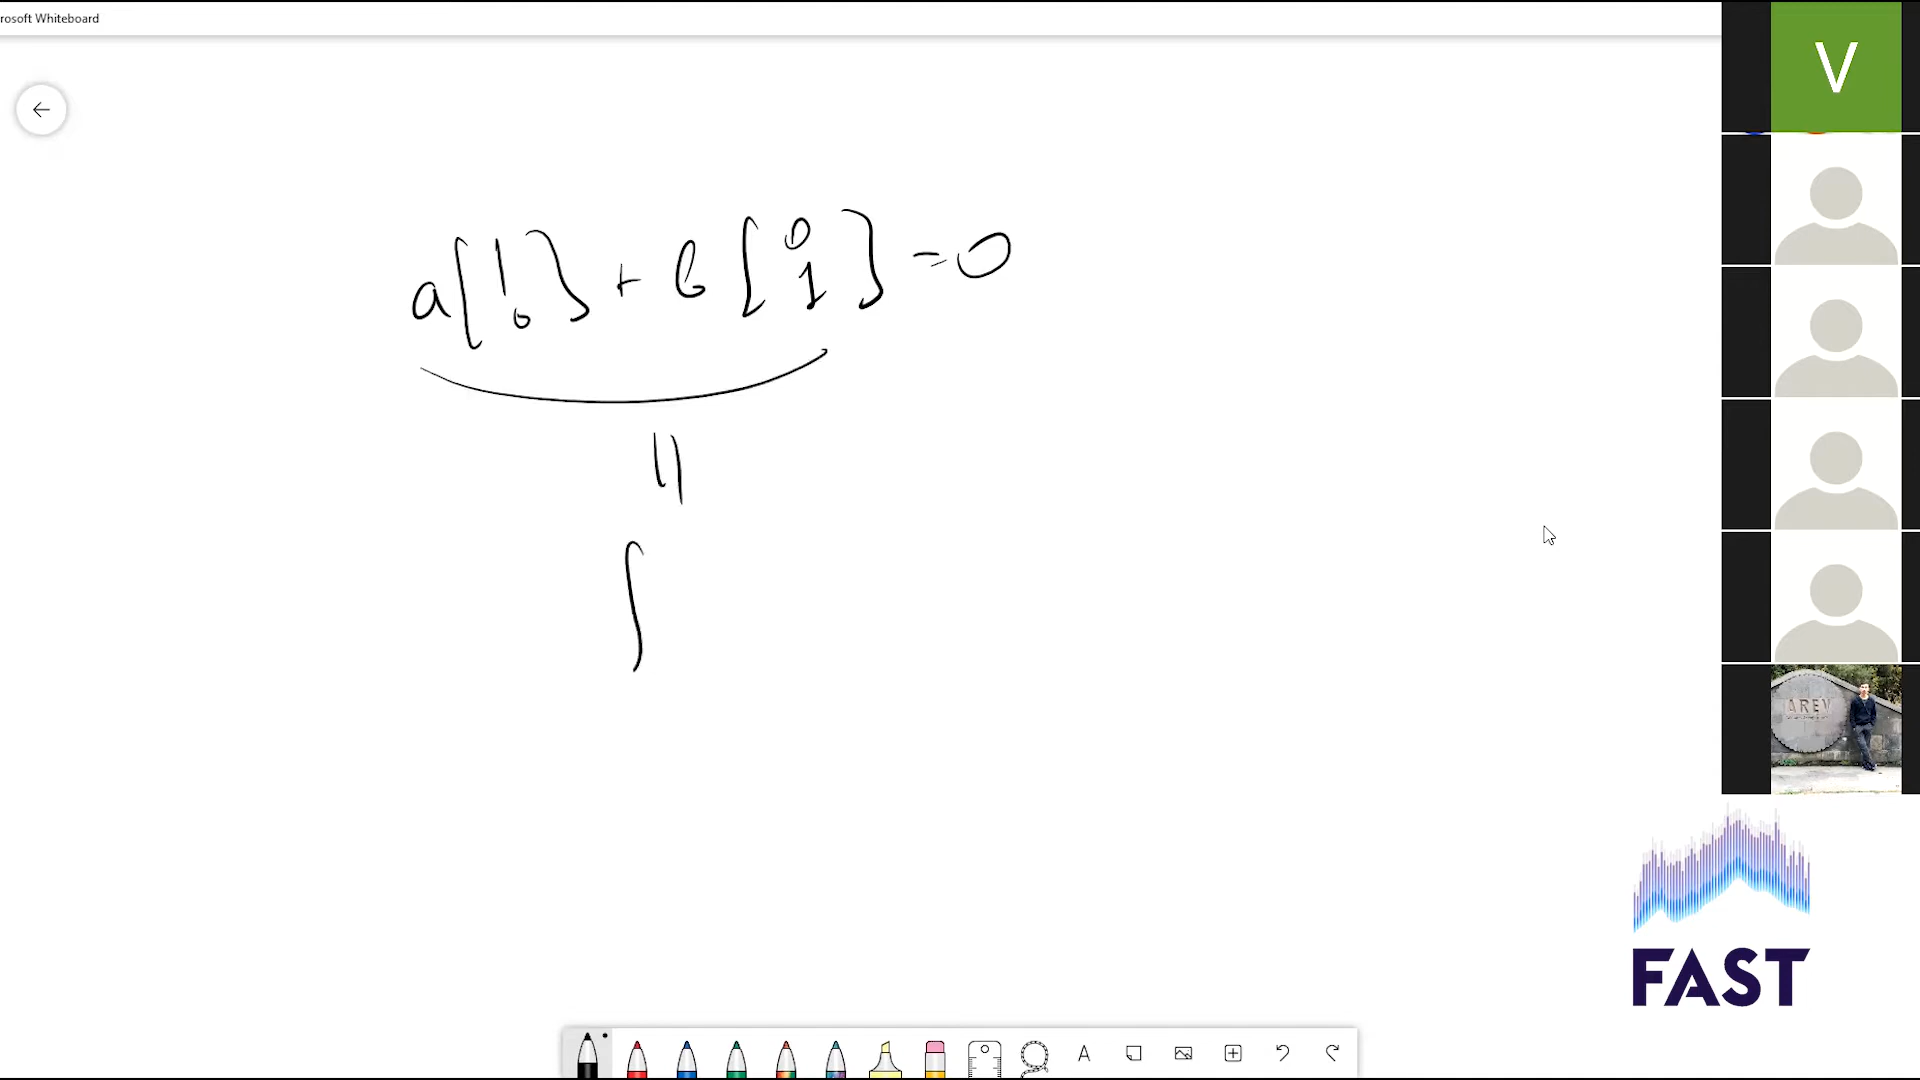 rosoft Whiteboard
V
a[1 0] + b[0 1] = 0
||
AREV
FAST
A